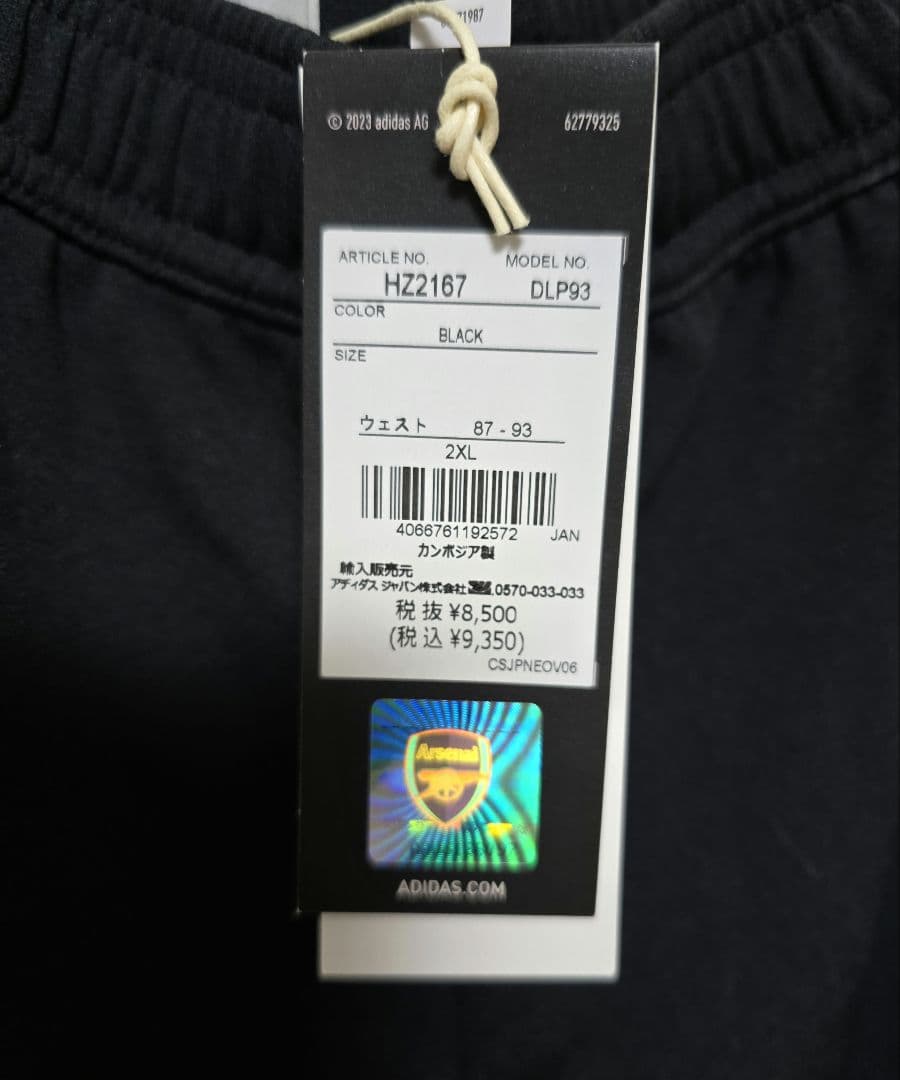 71987
© 2023 adidas AG 62779325
ARTICLE NO. MODEL NO.
HZ2167 DLP93
COLOR
BLACK
SIZE
ウェスト 87 - 93
2XL
4066761192572 JAN
カンボジア製
輸入販売元
アディダス ジャパン株式会社 0570-033-033
税抜 ¥8,500
(税込 ¥9,350)
CSJPNEOV06
Arsenal
ADIDAS.COM